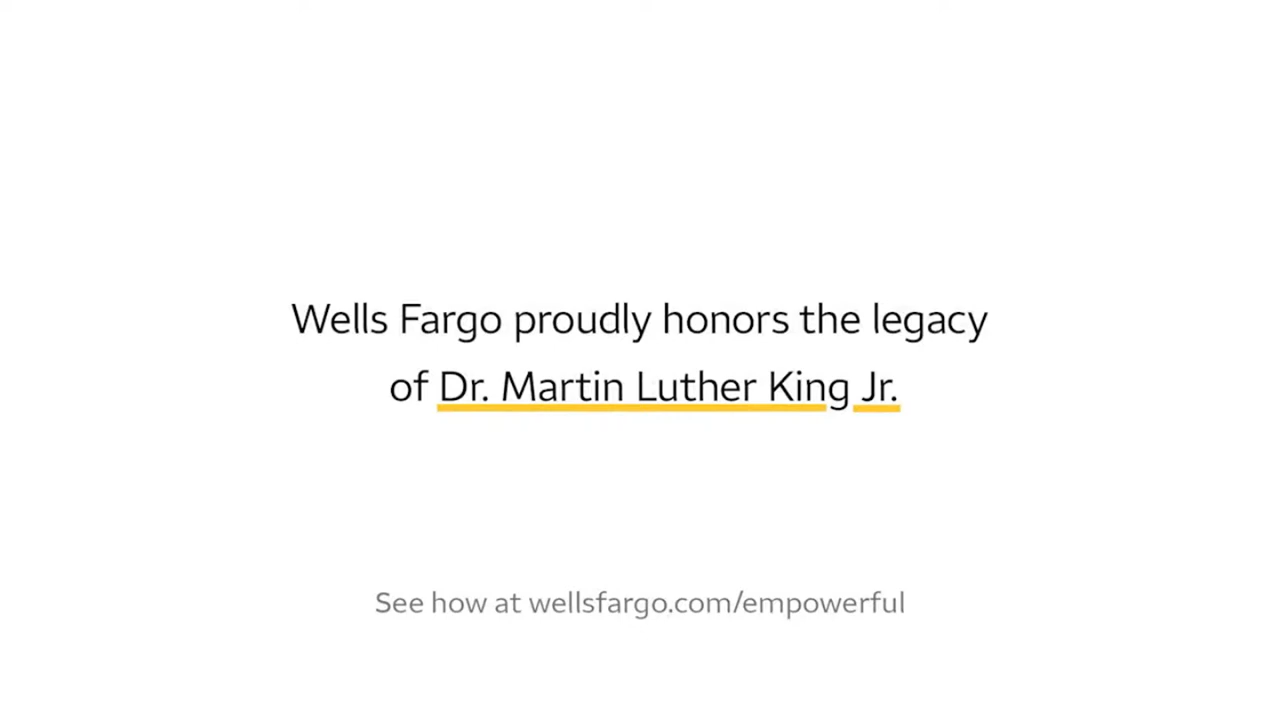 Wells Fargo proudly honors the legacy
of Dr. Martin Luther King Jr.
See how at wellsfargo.com/empowerful